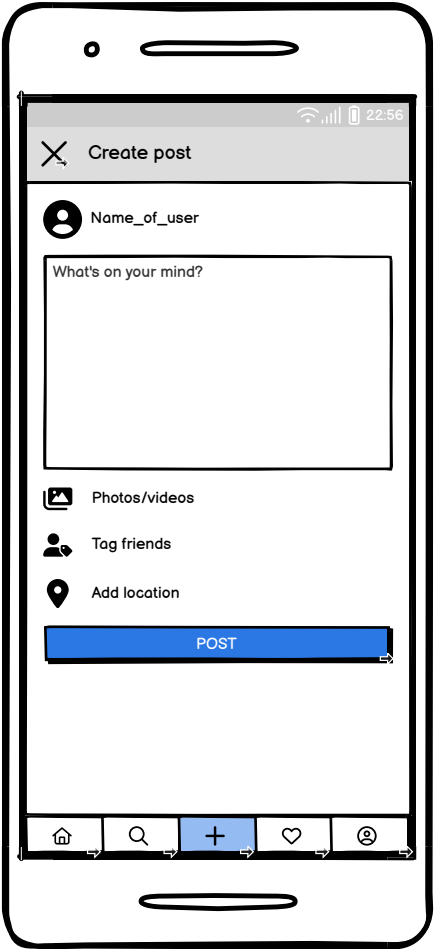 22:56
Create post
Name_of_user
What's on your mind?
Photos/videos
Tag friends
Add location
POST